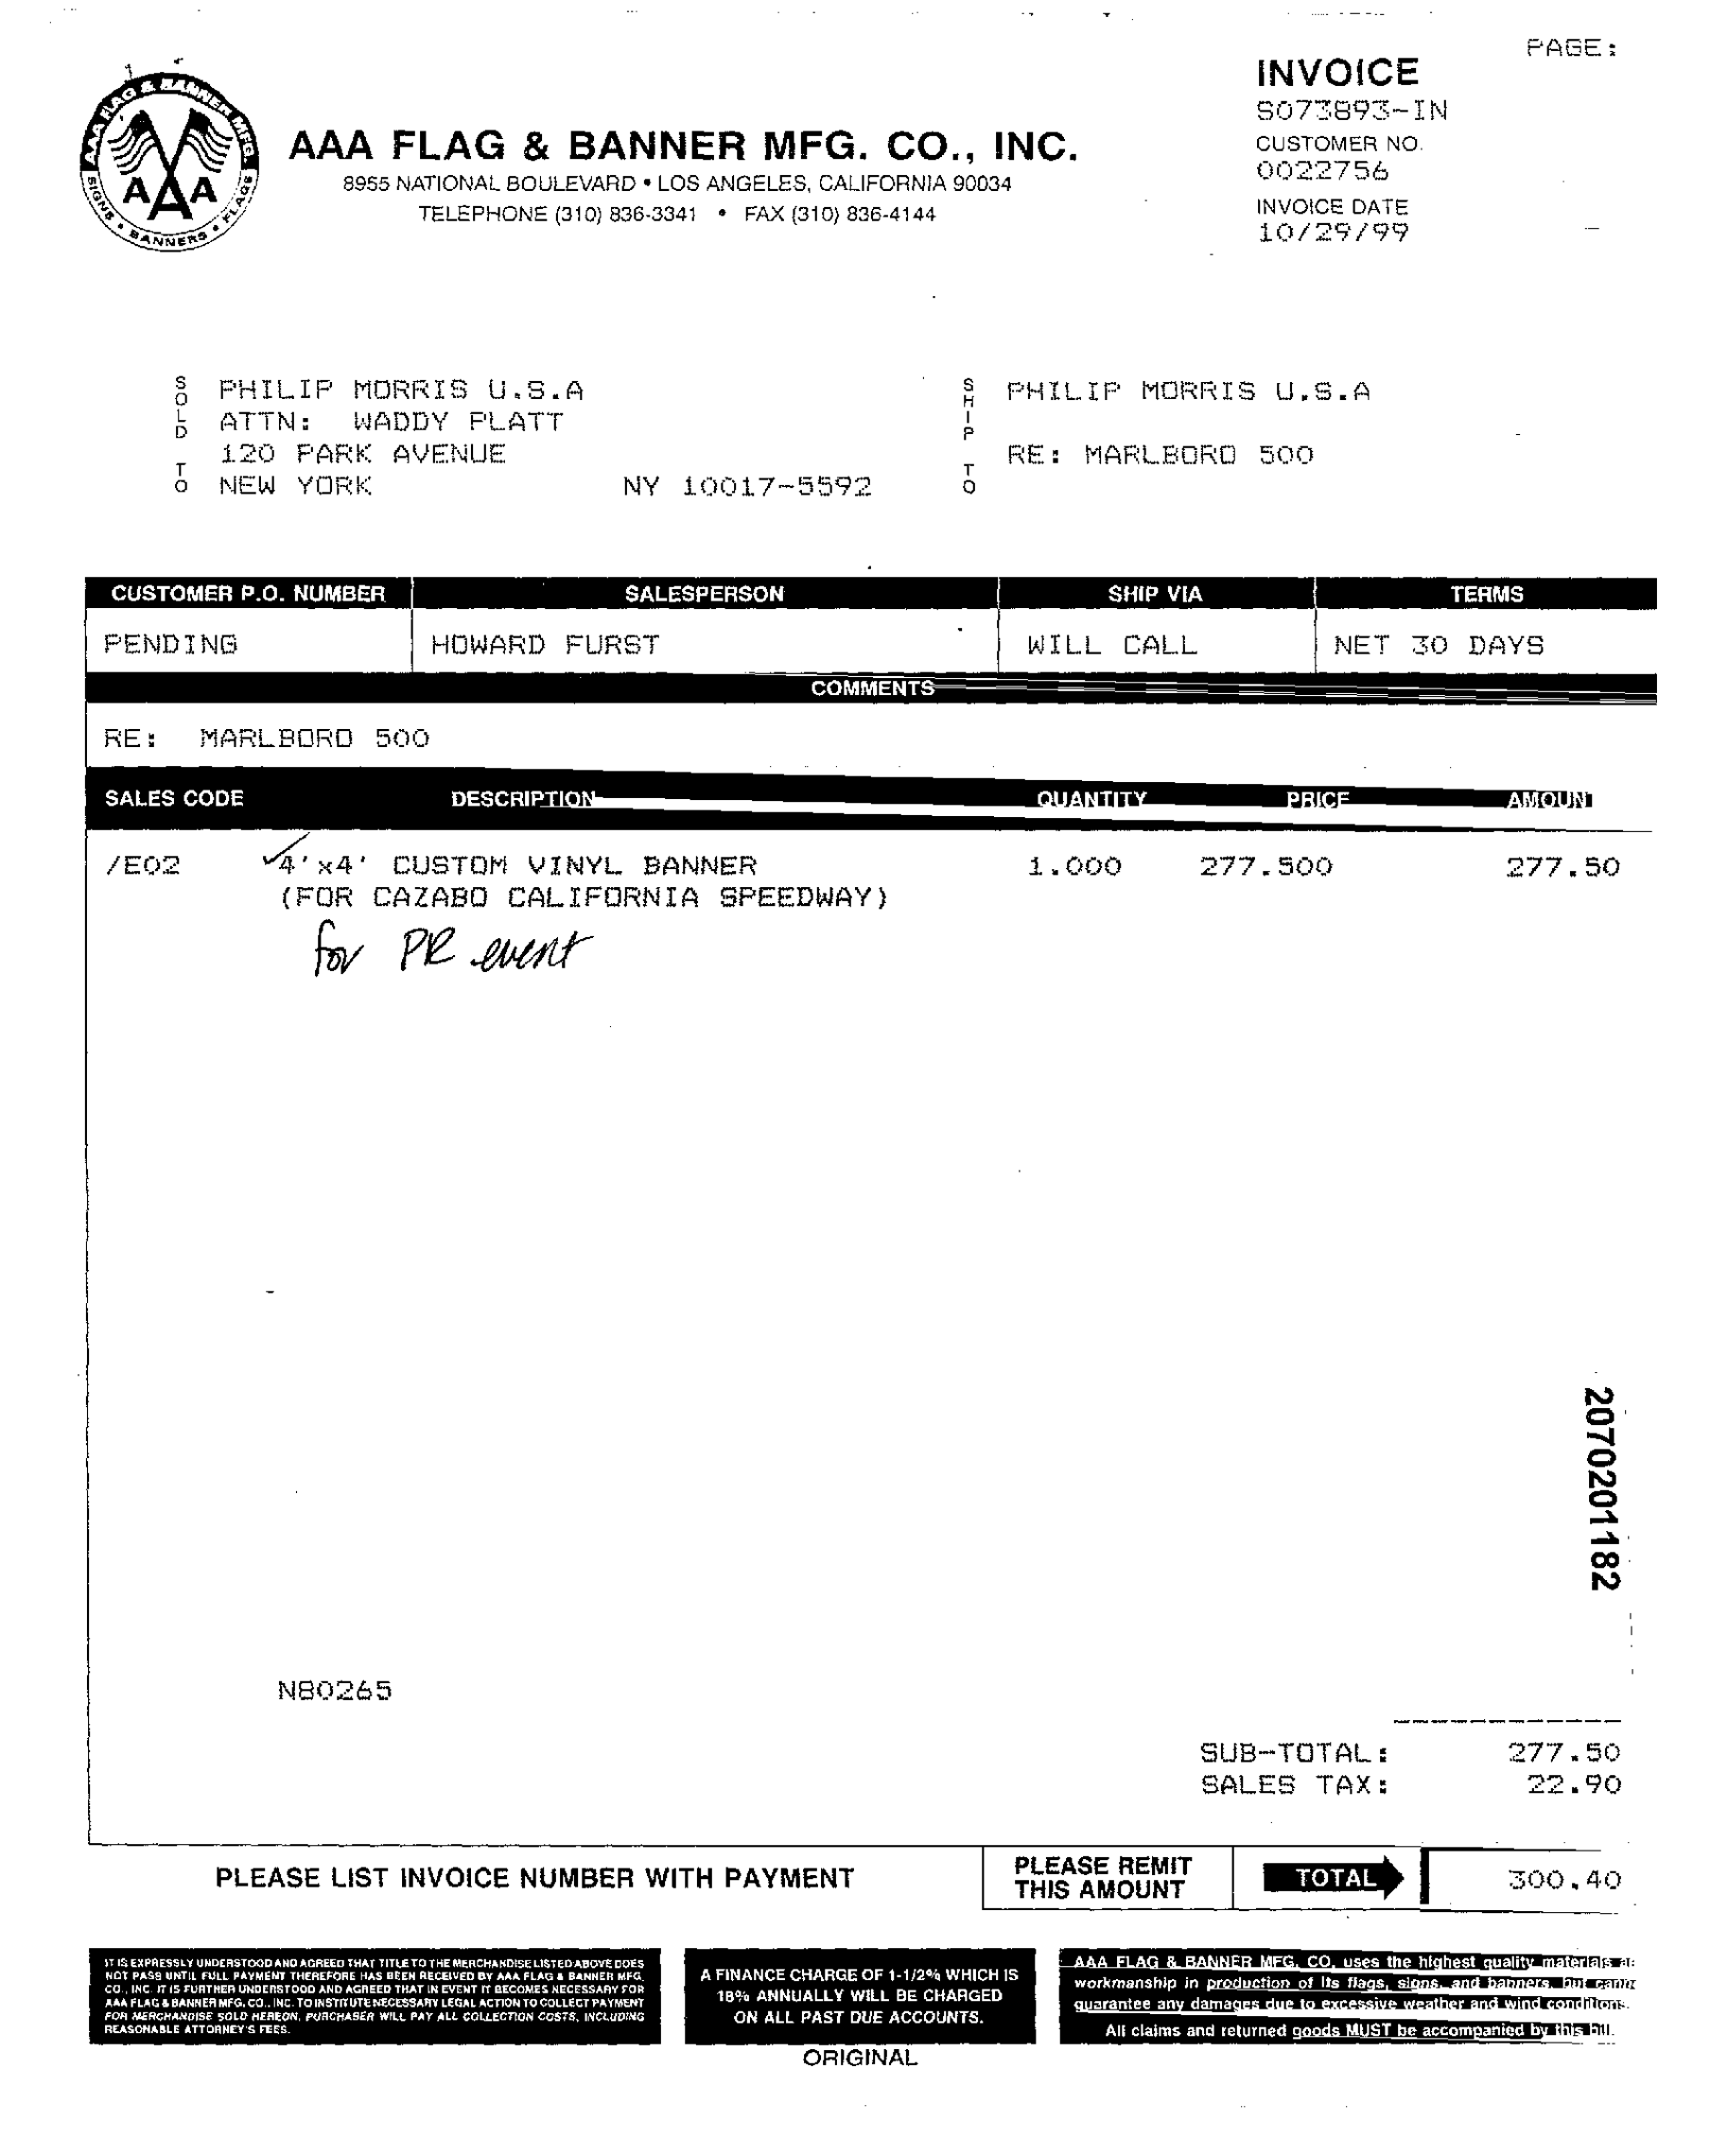 PAGE:
INVOICE
S073893-IN
CUSTOMER NO.
0022756
INVOICE DATE
10/29/99
AAA FLAG & BANNER MFG.
SIGNS • BANNERS • FLAGS
AAA
AAA FLAG & BANNER MFG. CO., INC.
8955 NATIONAL BOULEVARD • LOS ANGELES, CALIFORNIA 90034
TELEPHONE (310) 836-3341 • FAX (310) 836-4144
SOLD TO
PHILIP MORRIS U.S.A
ATTN: WADDY PLATT
120 PARK AVENUE
NEW YORK NY 10017-5592
SHIP TO
PHILIP MORRIS U.S.A
RE: MARLBORO 500
CUSTOMER P.O. NUMBER SALESPERSON SHIP VIA TERMS
PENDING HOWARD FURST WILL CALL NET 30 DAYS
COMMENTS
RE: MARLBORO 500
SALES CODE DESCRIPTION QUANTITY PRICE AMOUNT
/E02 4'x4' CUSTOM VINYL BANNER 1.000 277.500 277.50
(FOR CAZABO CALIFORNIA SPEEDWAY)
for PR event
2070201182
N80265
SUB-TOTAL: 277.50
SALES TAX: 22.90
PLEASE LIST INVOICE NUMBER WITH PAYMENT
PLEASE REMIT
THIS AMOUNT
TOTAL 300.40
IT IS EXPRESSLY UNDERSTOOD AND AGREED THAT TITLE TO THE MERCHANDISE LISTED ABOVE DOES
NOT PASS UNTIL FULL PAYMENT THEREFORE HAS BEEN RECEIVED BY AAA FLAG & BANNER MFG.
CO., INC. IT IS FURTHER UNDERSTOOD AND AGREED THAT IN EVENT IT BECOMES NECESSARY FOR
AAA FLAG & BANNER MFG. CO., INC. TO INSTITUTE NECESSARY LEGAL ACTION TO COLLECT PAYMENT
FOR MERCHANDISE SOLD HEREON, PURCHASER WILL PAY ALL COLLECTION COSTS, INCLUDING
REASONABLE ATTORNEY'S FEES.
A FINANCE CHARGE OF 1-1/2% WHICH IS
18% ANNUALLY WILL BE CHARGED
ON ALL PAST DUE ACCOUNTS.
AAA FLAG & BANNER MFG. CO. uses the highest quality materials
workmanship in production of its flags, signs, and banners, but
guarantee any damages due to excessive weather and wind conditions.
All claims and returned goods MUST be accompanied by this bill.
ORIGINAL